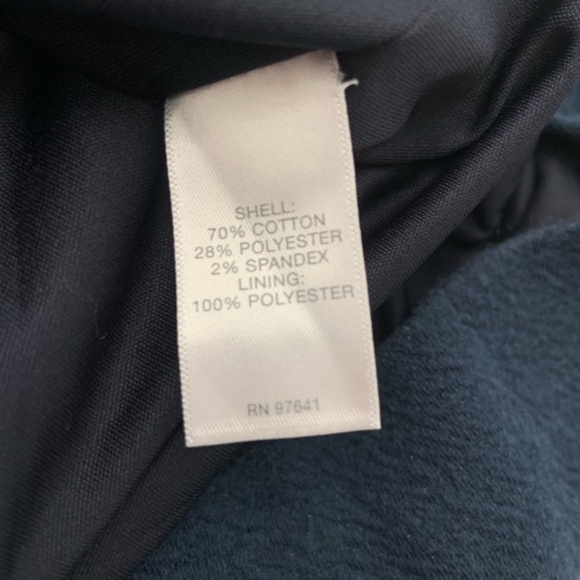 SHELL:
70% COTTON
28% POLYESTER
2% SPANDEX
LINING:
100% POLYESTER
RN 97641